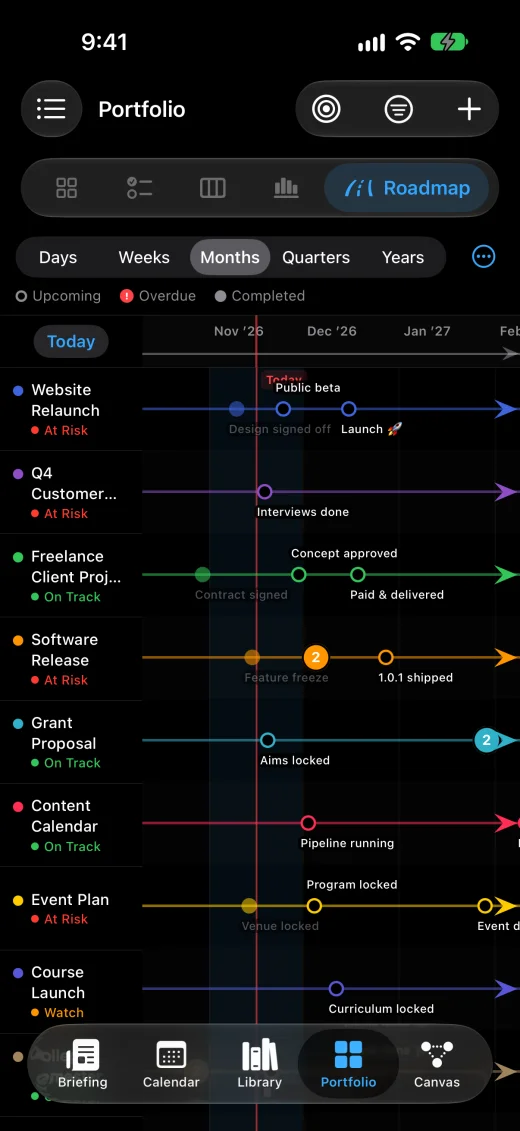 9:41
Portfolio
Roadmap
Days Weeks Months Quarters Years
Upcoming Overdue Completed
Today Nov ’26 Dec ’26 Jan ’27 Feb
Today
Website
Relaunch
At Risk
Public beta
Design signed off Launch 🚀
Q4
Customer...
At Risk
Interviews done
Freelance
Client Proj...
On Track
Concept approved
Contract signed Paid & delivered
Software
Release
At Risk
2
Feature freeze 1.0.1 shipped
Grant
Proposal
On Track
2
Aims locked
Content
Calendar
On Track
Pipeline running
Event Plan
At Risk
Program locked
Venue locked Event d
Course
Launch
Watch
Curriculum locked
Briefing Calendar Library Portfolio Canvas